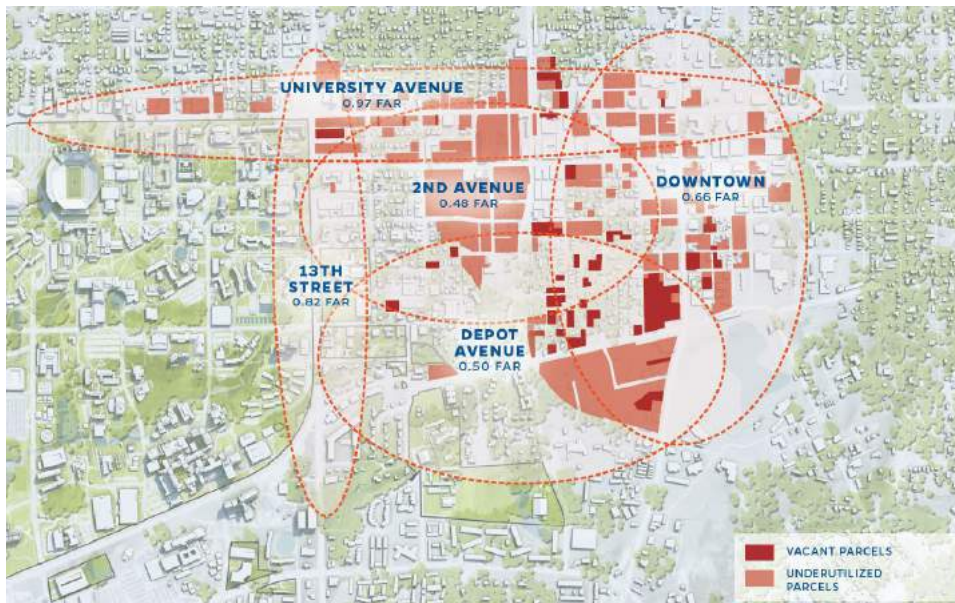 UNIVERSITY AVENUE
0.97 FAR
2ND AVENUE
0.48 FAR
DOWNTOWN
0.66 FAR
13TH
STREET
0.82 FAR
DEPOT
AVENUE
0.50 FAR
VACANT PARCELS
UNDERUTILIZED
PARCELS